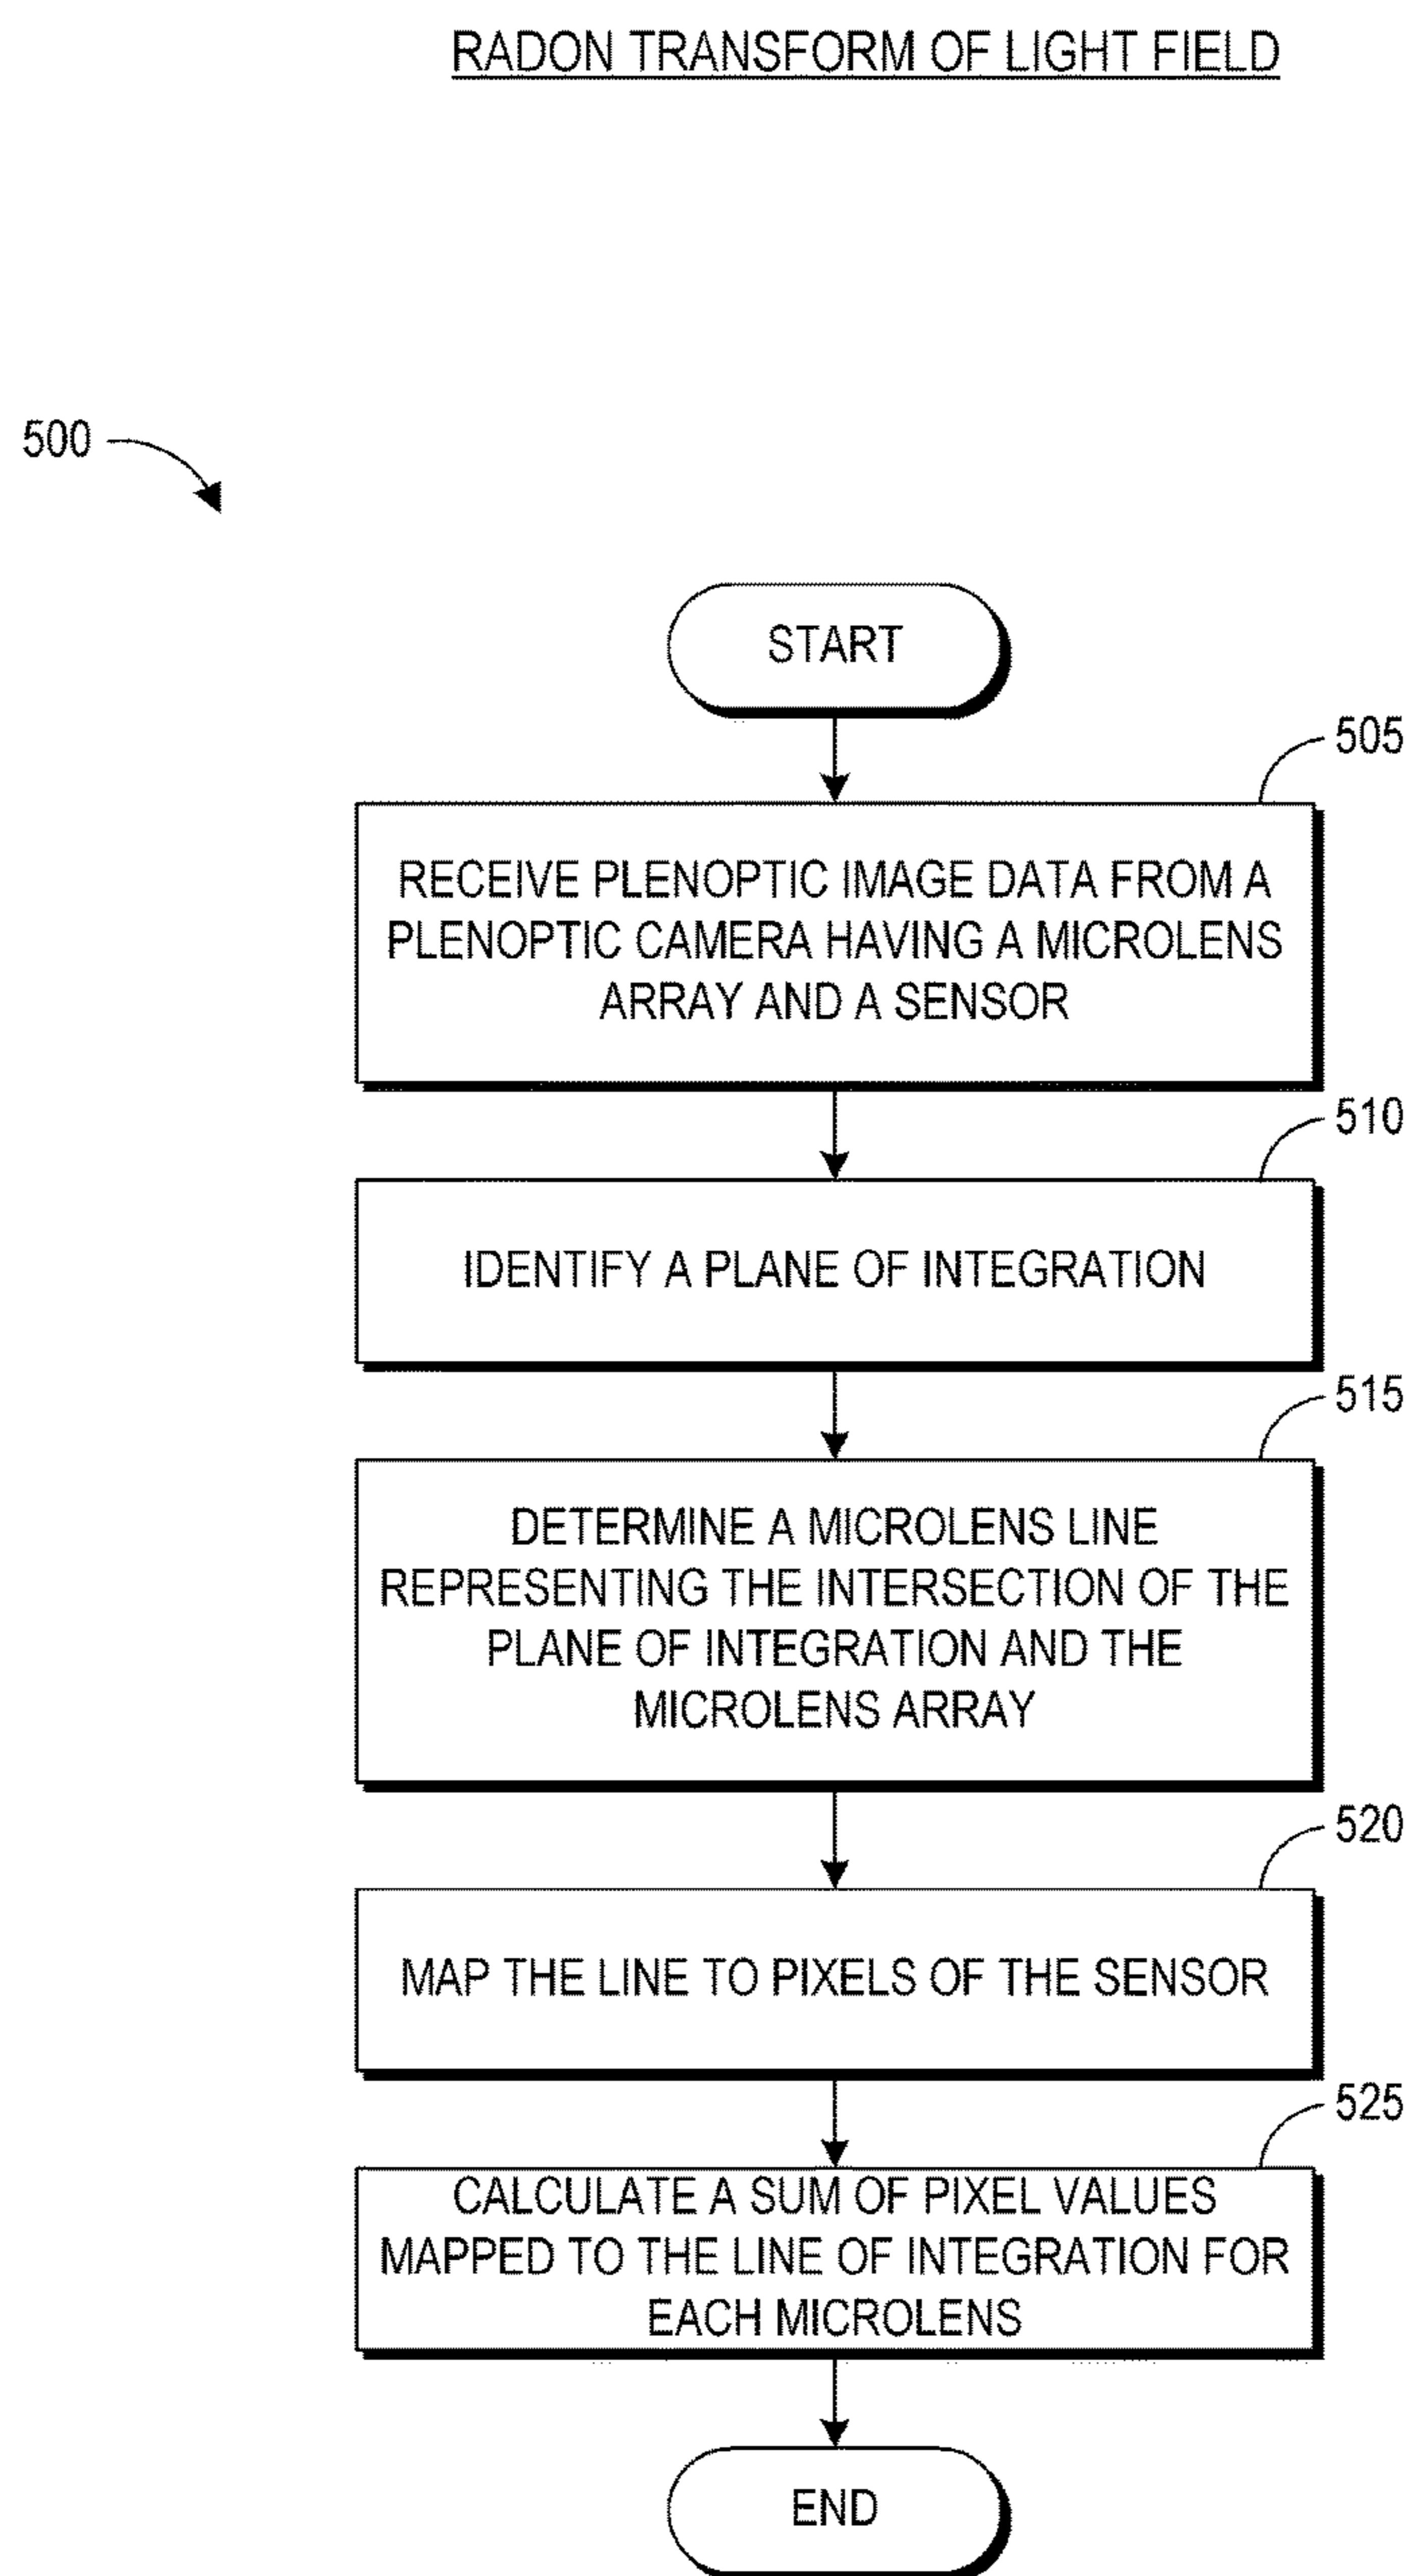 RADON TRANSFORM OF LIGHT FIELD
500
START
505
RECEIVE PLENOPTIC IMAGE DATA FROM A
PLENOPTIC CAMERA HAVING A MICROLENS
ARRAY AND A SENSOR
510
IDENTIFY A PLANE OF INTEGRATION
515
DETERMINE A MICROLENS LINE
REPRESENTING THE INTERSECTION OF THE
PLANE OF INTEGRATION AND THE
MICROLENS ARRAY
520
MAP THE LINE TO PIXELS OF THE SENSOR
525
CALCULATE A SUM OF PIXEL VALUES
MAPPED TO THE LINE OF INTEGRATION FOR
EACH MICROLENS
END